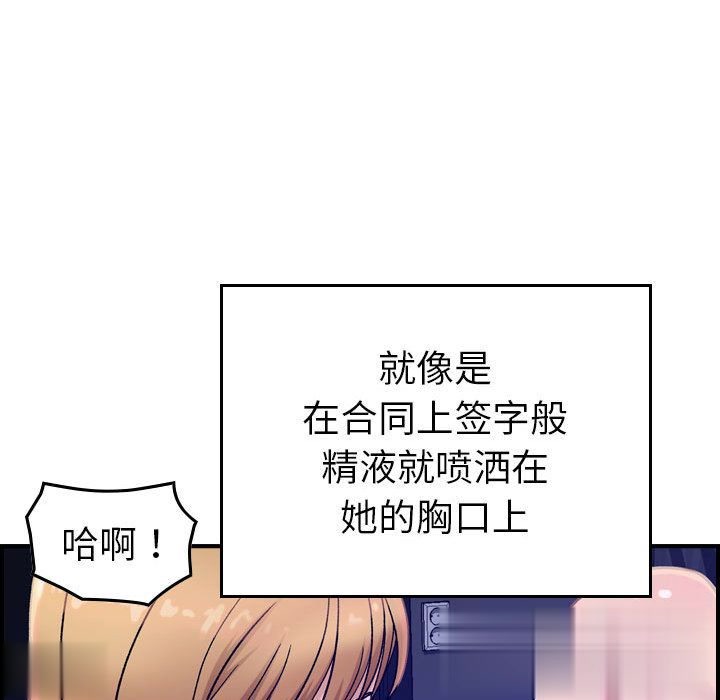 就像是
在合同上签字般
精液就喷洒在
她的胸口上
哈啊！